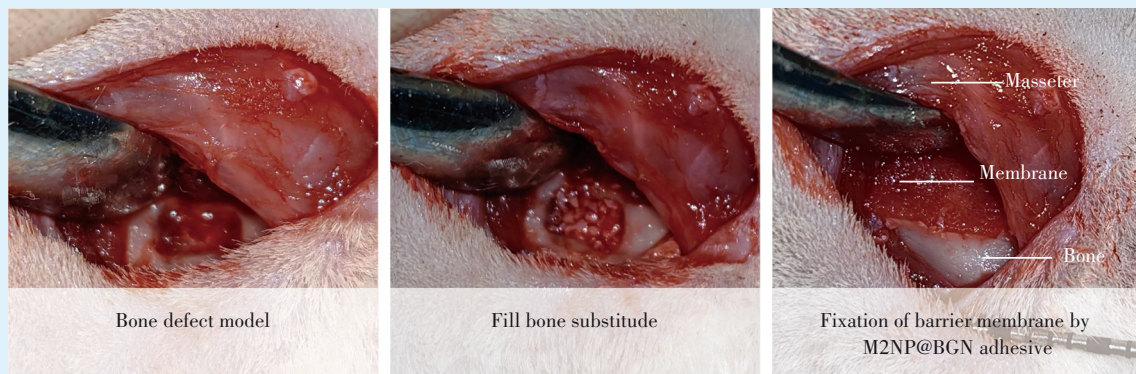 Masseter
Membrane
Bone
Bone defect model
Fill bone substitude
Fixation of barrier membrane by
M2NP@BGN adhesive